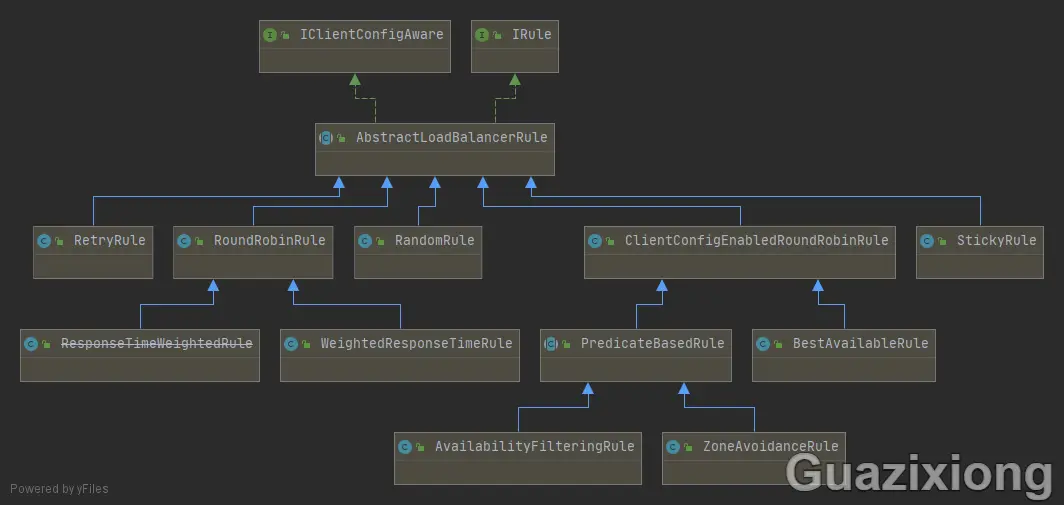 IClientConfigAware
IRule
AbstractLoadBalancerRule
RetryRule
RoundRobinRule
RandomRule
ClientConfigEnabledRoundRobinRule
StickyRule
ResponseTimeWeightedRule
WeightedResponseTimeRule
PredicateBasedRule
BestAvailableRule
AvailabilityFilteringRule
ZoneAvoidanceRule
Guazixiong
Powered by yFiles